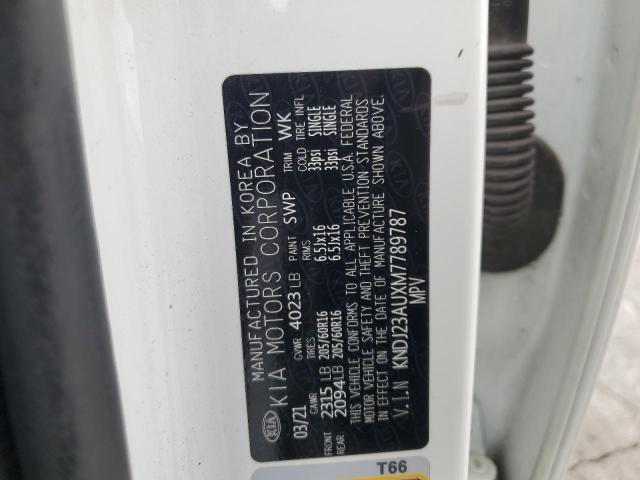 MANUFACTURED IN KOREA BY
KIA MOTORS CORPORATION
KIA
03/21 GVWR 4023 LB PAINT SWP TRIM WK
GAWR TIRES RIMS COLD TIRE INFL
FRONT 2315 LB 205/60R16 6.5Jx16 33psi SINGLE
REAR 2094 LB 205/60R16 6.5Jx16 33psi SINGLE
THIS VEHICLE CONFORMS TO ALL APPLICABLE U.S.A. FEDERAL
MOTOR VEHICLE SAFETY AND THEFT PREVENTION STANDARDS
IN EFFECT ON THE DATE OF MANUFACTURE SHOWN ABOVE.
V.I.N KNDJ23AUXM7789787
MPV
T66